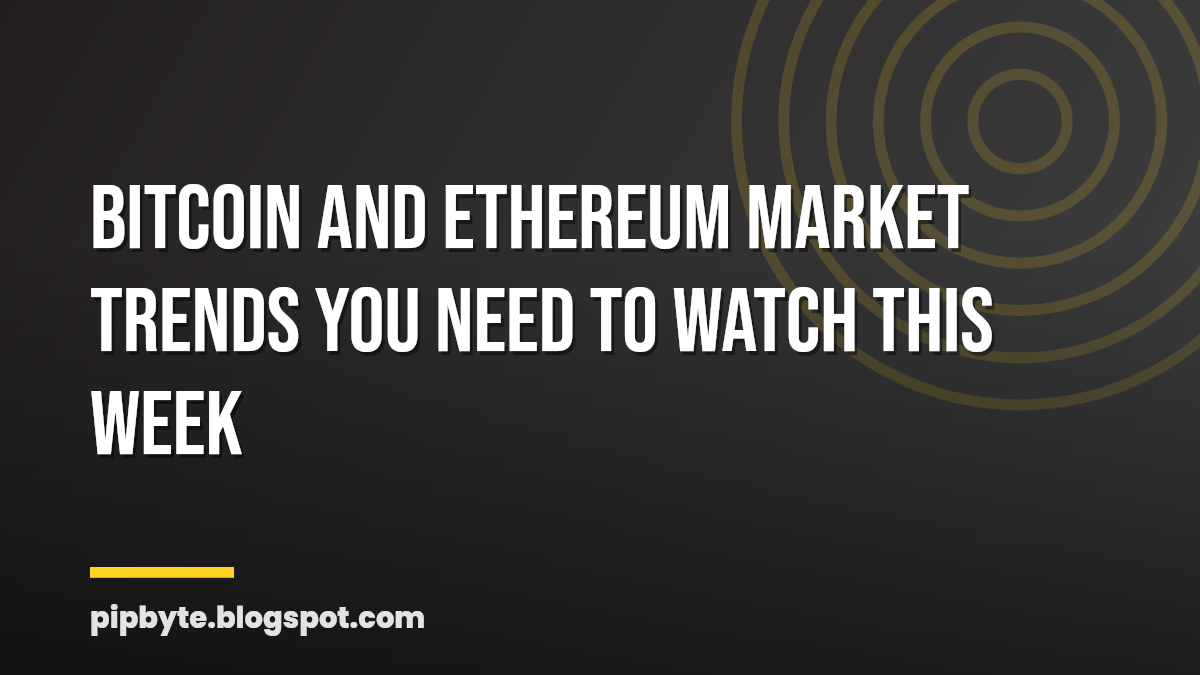 BITCOIN AND ETHEREUM MARKET
TRENDS YOU NEED TO WATCH THIS
WEEK
pipbyte.blogspot.com